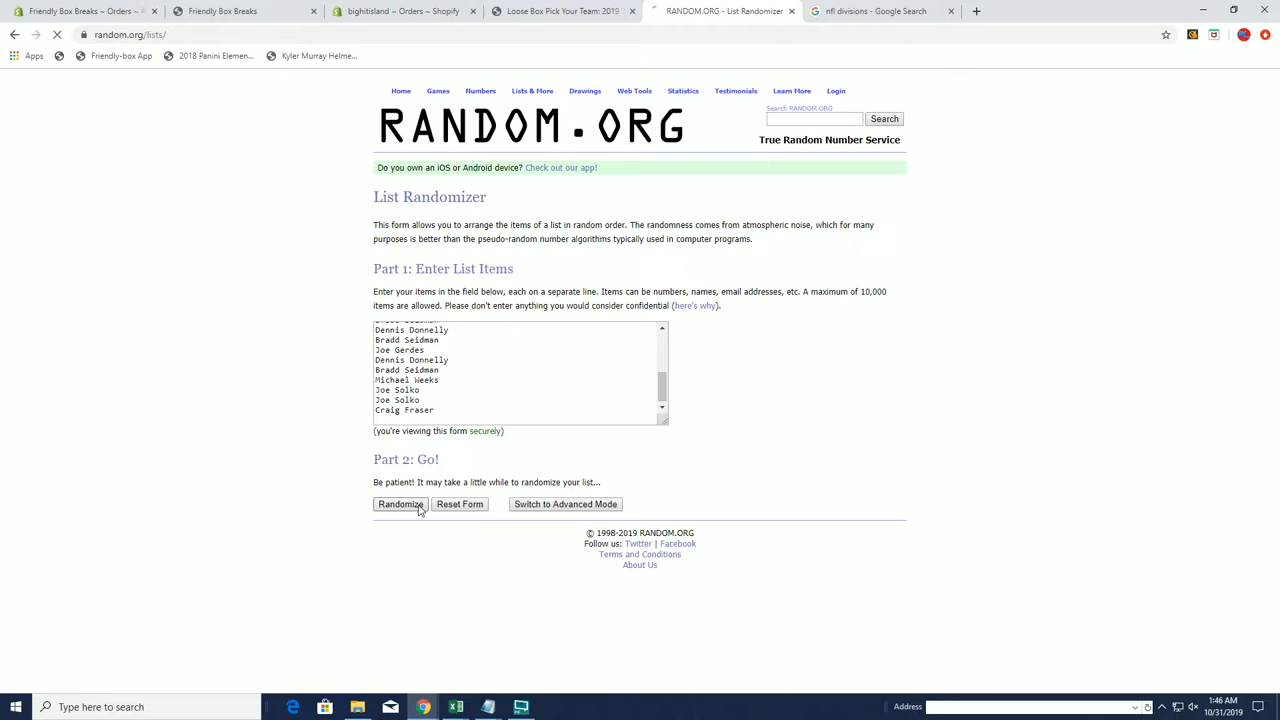 Friendly Box Breaks ~ Orders ~ S
Friendly Box Breaks
bighitisland ~ Orders ~ Shopify
Loose Box Pick Your Team: 2019
RANDOM.ORG - List Randomizer
nfl divisions - Google Search
random.org/lists/
Apps
Friendly-box App
2018 Panini Elemen...
Kyler Murray Helme...
Home
Games
Numbers
Lists & More
Drawings
Web Tools
Statistics
Testimonials
Learn More
Login
RANDOM.ORG
Search RANDOM.ORG
Search
True Random Number Service
Do you own an iOS or Android device? Check out our app!
List Randomizer
This form allows you to arrange the items of a list in random order. The randomness comes from atmospheric noise, which for many
purposes is better than the pseudo-random number algorithms typically used in computer programs.
Part 1: Enter List Items
Enter your items in the field below, each on a separate line. Items can be numbers, names, email addresses, etc. A maximum of 10,000
items are allowed. Please don't enter anything you would consider confidential (here's why).
Dennis Donnelly
Bradd Seidman
Joe Gerdes
Dennis Donnelly
Bradd Seidman
Michael Weeks
Joe Solko
Joe Solko
Craig Fraser
(you're viewing this form securely)
Part 2: Go!
Be patient! It may take a little while to randomize your list...
Randomize
Reset Form
Switch to Advanced Mode
© 1998-2019 RANDOM.ORG
Follow us: Twitter | Facebook
Terms and Conditions
About Us
Type here to search
Address
1:46 AM
10/31/2019